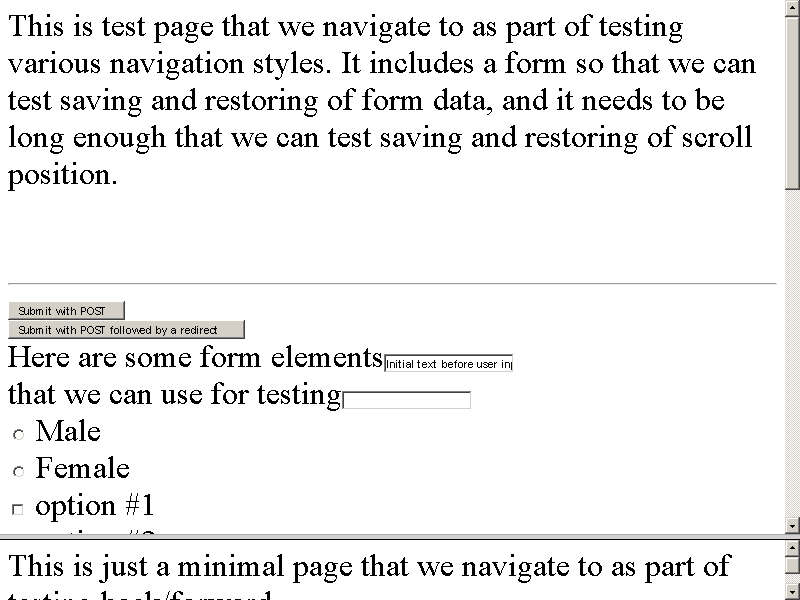 This is test page that we navigate to as part of testing
various navigation styles. It includes a form so that we can
test saving and restoring of form data, and it needs to be
long enough that we can test saving and restoring of scroll
position.
Submit with POST
Submit with POST followed by a redirect
Here are some form elements Initial text before user in
that we can use for testing
Male
Female
option #1
This is just a minimal page that we navigate to as part of
testing back/forward